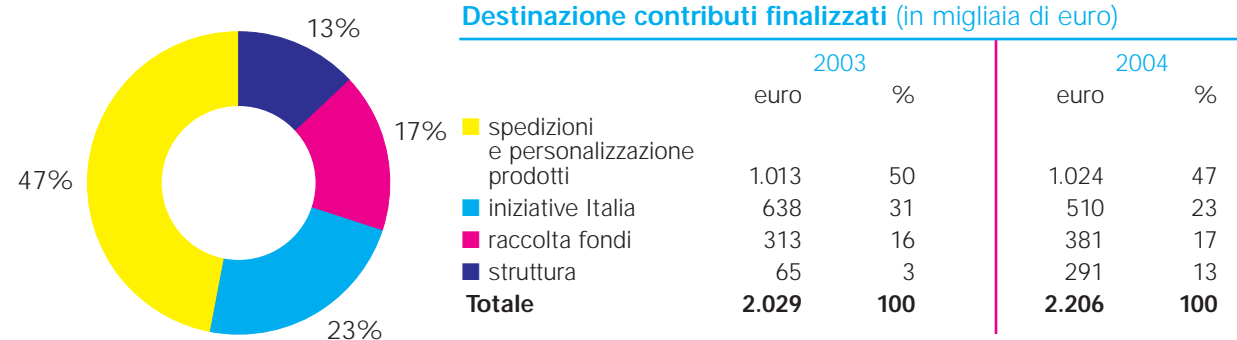 13%
17%
47%
23%
Destinazione contributi finalizzati (in migliaia di euro)
2003 2004
euro % euro %
spedizioni
e personalizzazione
prodotti 1.013 50 1.024 47
iniziative Italia 638 31 510 23
raccolta fondi 313 16 381 17
struttura 65 3 291 13
Totale 2.029 100 2.206 100